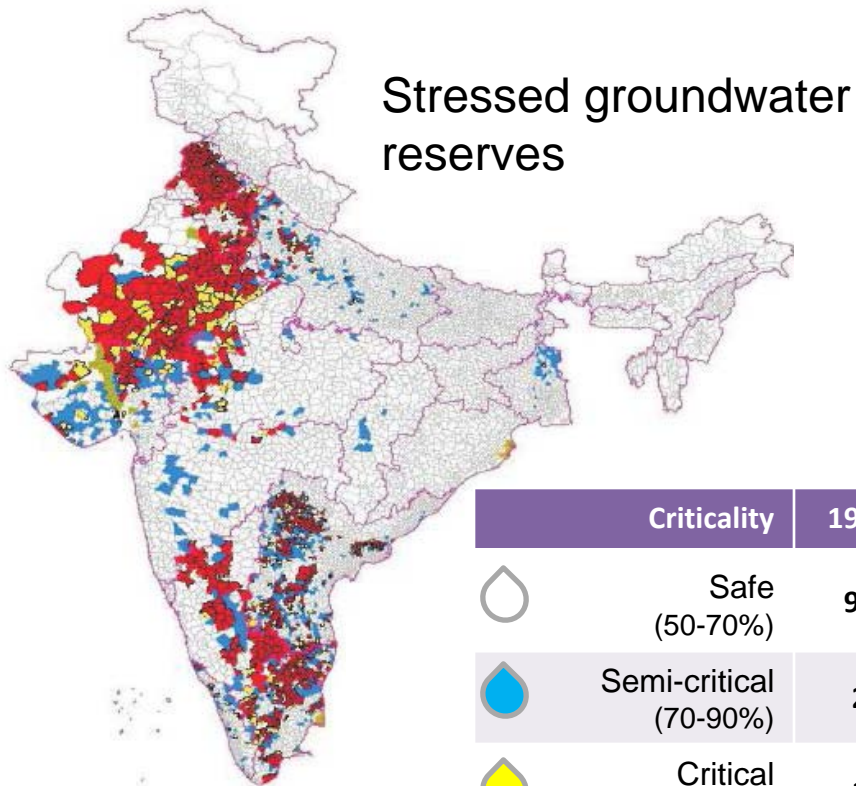 Stressed groundwater
reserves
Criticality
Safe
(50-70%)
Semi-critical
(70-90%)
Critical